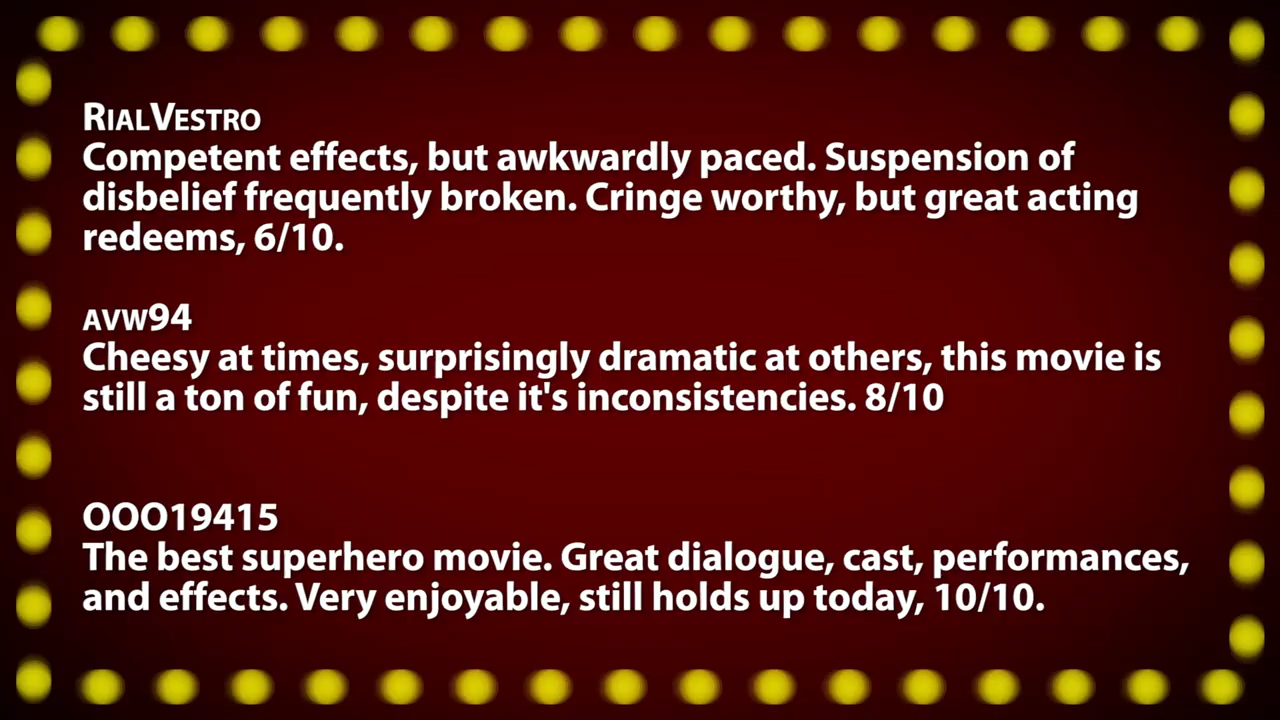 RialVestro
Competent effects, but awkwardly paced. Suspension of
disbelief frequently broken. Cringe worthy, but great acting
redeems, 6/10.
avw94
Cheesy at times, surprisingly dramatic at others, this movie is
still a ton of fun, despite it's inconsistencies. 8/10
OOO19415
The best superhero movie. Great dialogue, cast, performances,
and effects. Very enjoyable, still holds up today, 10/10.